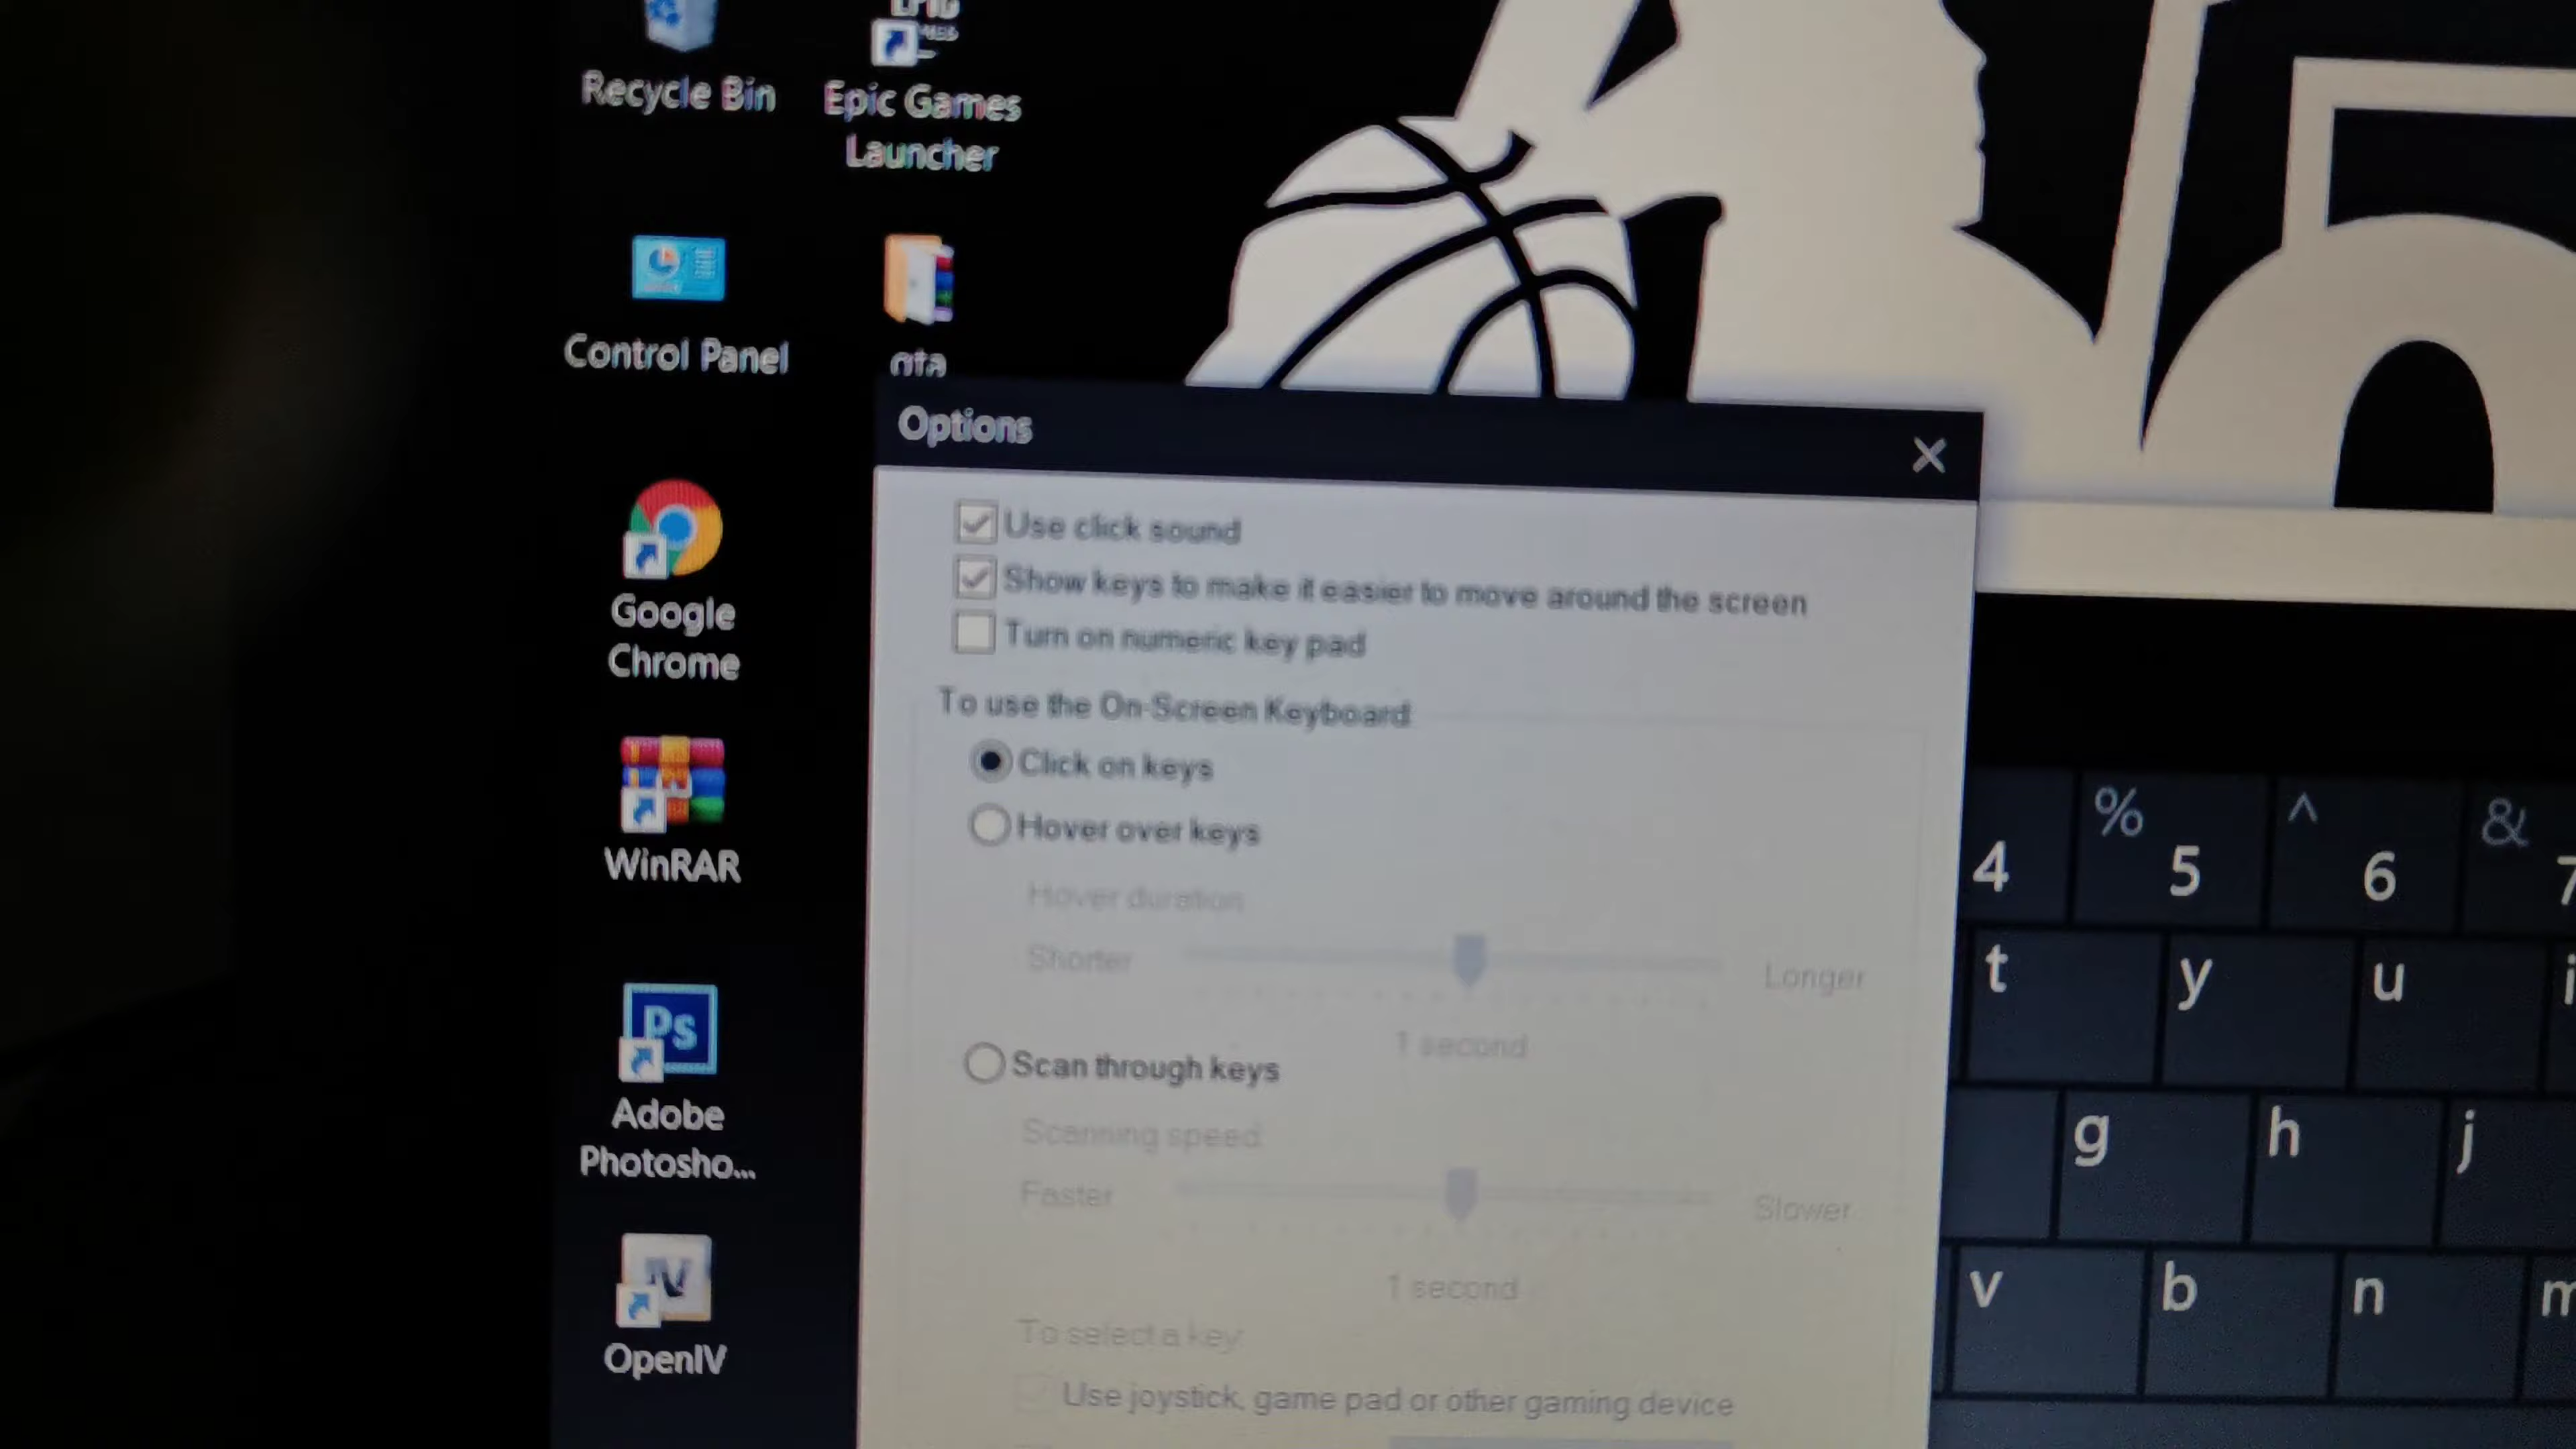 Recycle Bin
Epic Games
Launcher
Control Panel
Google
Chrome
WinRAR
Ps
Adobe
Photosho...
IV
OpenIV
Options
Use click sound
Show keys to make it easier to move around the screen
Turn on numeric key pad
To use the On-Screen Keyboard
Click on keys
Hover over keys
Hover duration
Shorter
Longer
1 second
Scan through keys
Scanning speed
Faster
Slower
1 second
To select a key
Use joystick, game pad or other gaming device
4 % 5 ^ 6 & 7
t y u i
g h j
v b n m